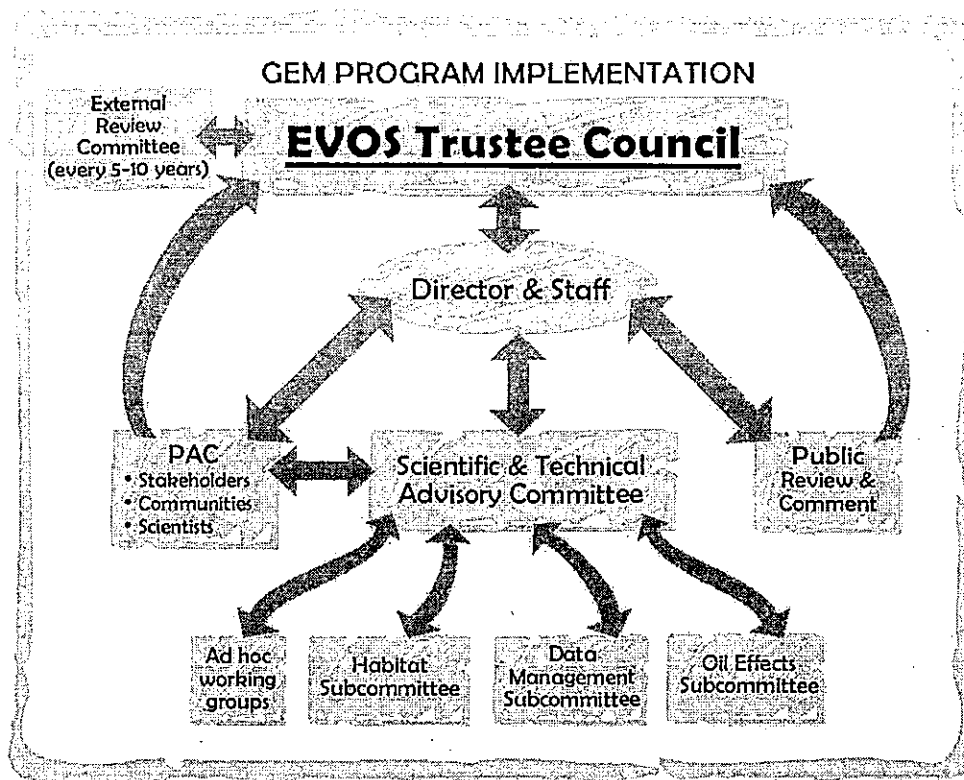 GEM PROGRAM IMPLEMENTATION
External
Review
Committee
(every 5-10 years)
EVOS Trustee Council
Director & Staff
PAC
• Stakeholders
• Communities
• Scientists
Scientific & Technical
Advisory Committee
Public
Review &
Comment
Ad hoc
working
groups
Habitat
Subcommittee
Data
Management
Subcommittee
Oil Effects
Subcommittee